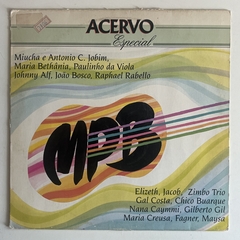 ACERVO
Especial
Miucha e Antonio C. Jobim,
Maria Bethânia, Paulinho da Viola
Johnny Alf, João Bosco, Raphael Rabello
MPB
Elizeth, Jacob, Zimbo Trio
Gal Costa, Chico Buarque
Nana Caymmi, Gilberto Gil
Maria Creusa, Fagner, Maysa